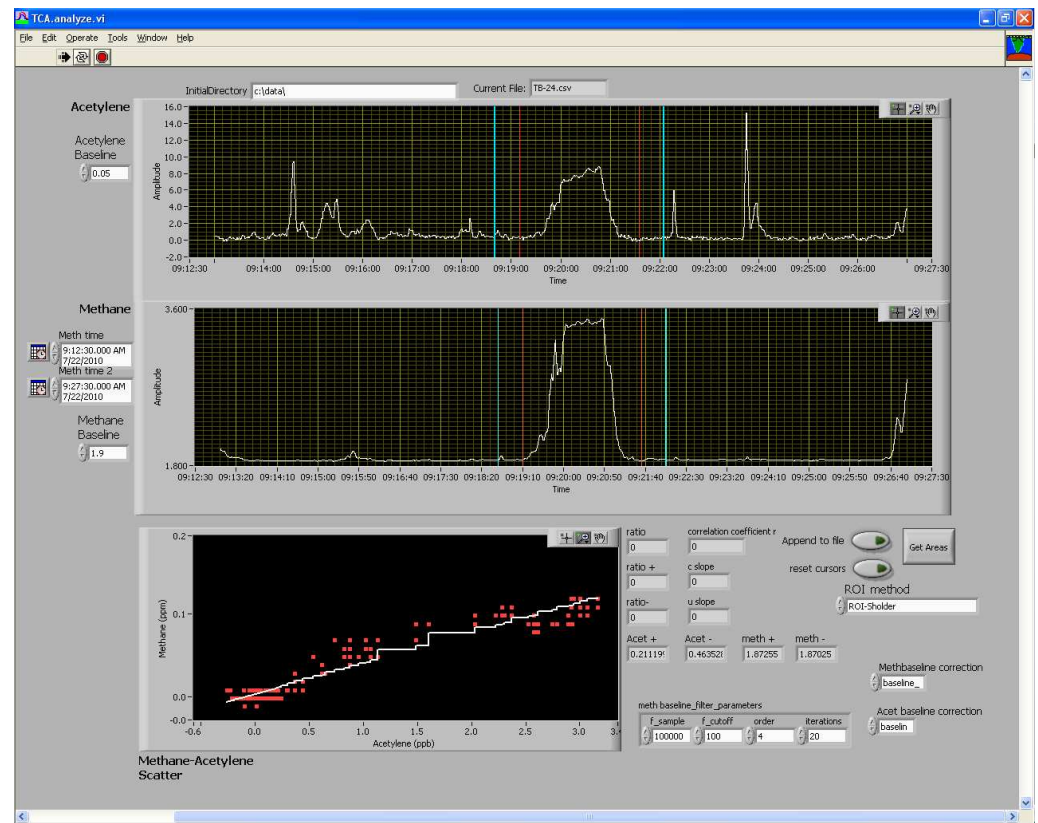 TCA.analyze.vi
File Edit Operate Tools Window Help
InitialDirectory c:\data\ Current File: TB-24.csv
Acetylene
Acetylene
Baseline
0.05
16.0
14.0
12.0
10.0
8.0
6.0
4.0
2.0
0.0
-2.0
Amplitude
09:12:30 09:14:00 09:15:00 09:16:00 09:17:00 09:18:00 09:19:00 09:20:00 09:21:00 09:22:00 09:23:00 09:24:00 09:25:00 09:26:00 09:27:30
Time
Methane
Meth time
9:12:30.000 AM
7/22/2010
Meth time 2
9:27:30.000 AM
7/22/2010
Methane
Baseline
1.9
3.600
1.800
Amplitude
09:12:30 09:13:20 09:14:10 09:15:00 09:15:50 09:16:40 09:17:30 09:18:20 09:19:10 09:20:00 09:20:50 09:21:40 09:22:30 09:23:20 09:24:10 09:25:00 09:25:50 09:26:40 09:27:30
Time
0.2
0.1
0.0
-0.0
Methane (ppm)
-0.6 0.0 0.5 1.0 1.5 2.0 2.5 3.0 3.
Acetylene (ppb)
Methane-Acetylene
Scatter
ratio correlation coefficient r
0 0
ratio + c slope
0 0
ratio- u slope
0 0
Acet + Acet - meth + meth -
0.21119 0.46352 1.87255 1.87025
Append to file
Get Areas
reset cursors
ROI method
ROI-Sholder
Methbaseline correction
baseline_
Acet baseline correction
baselin
meth baseline_filter_parameters
f_sample f_cutoff order iterations
100000 100 4 20